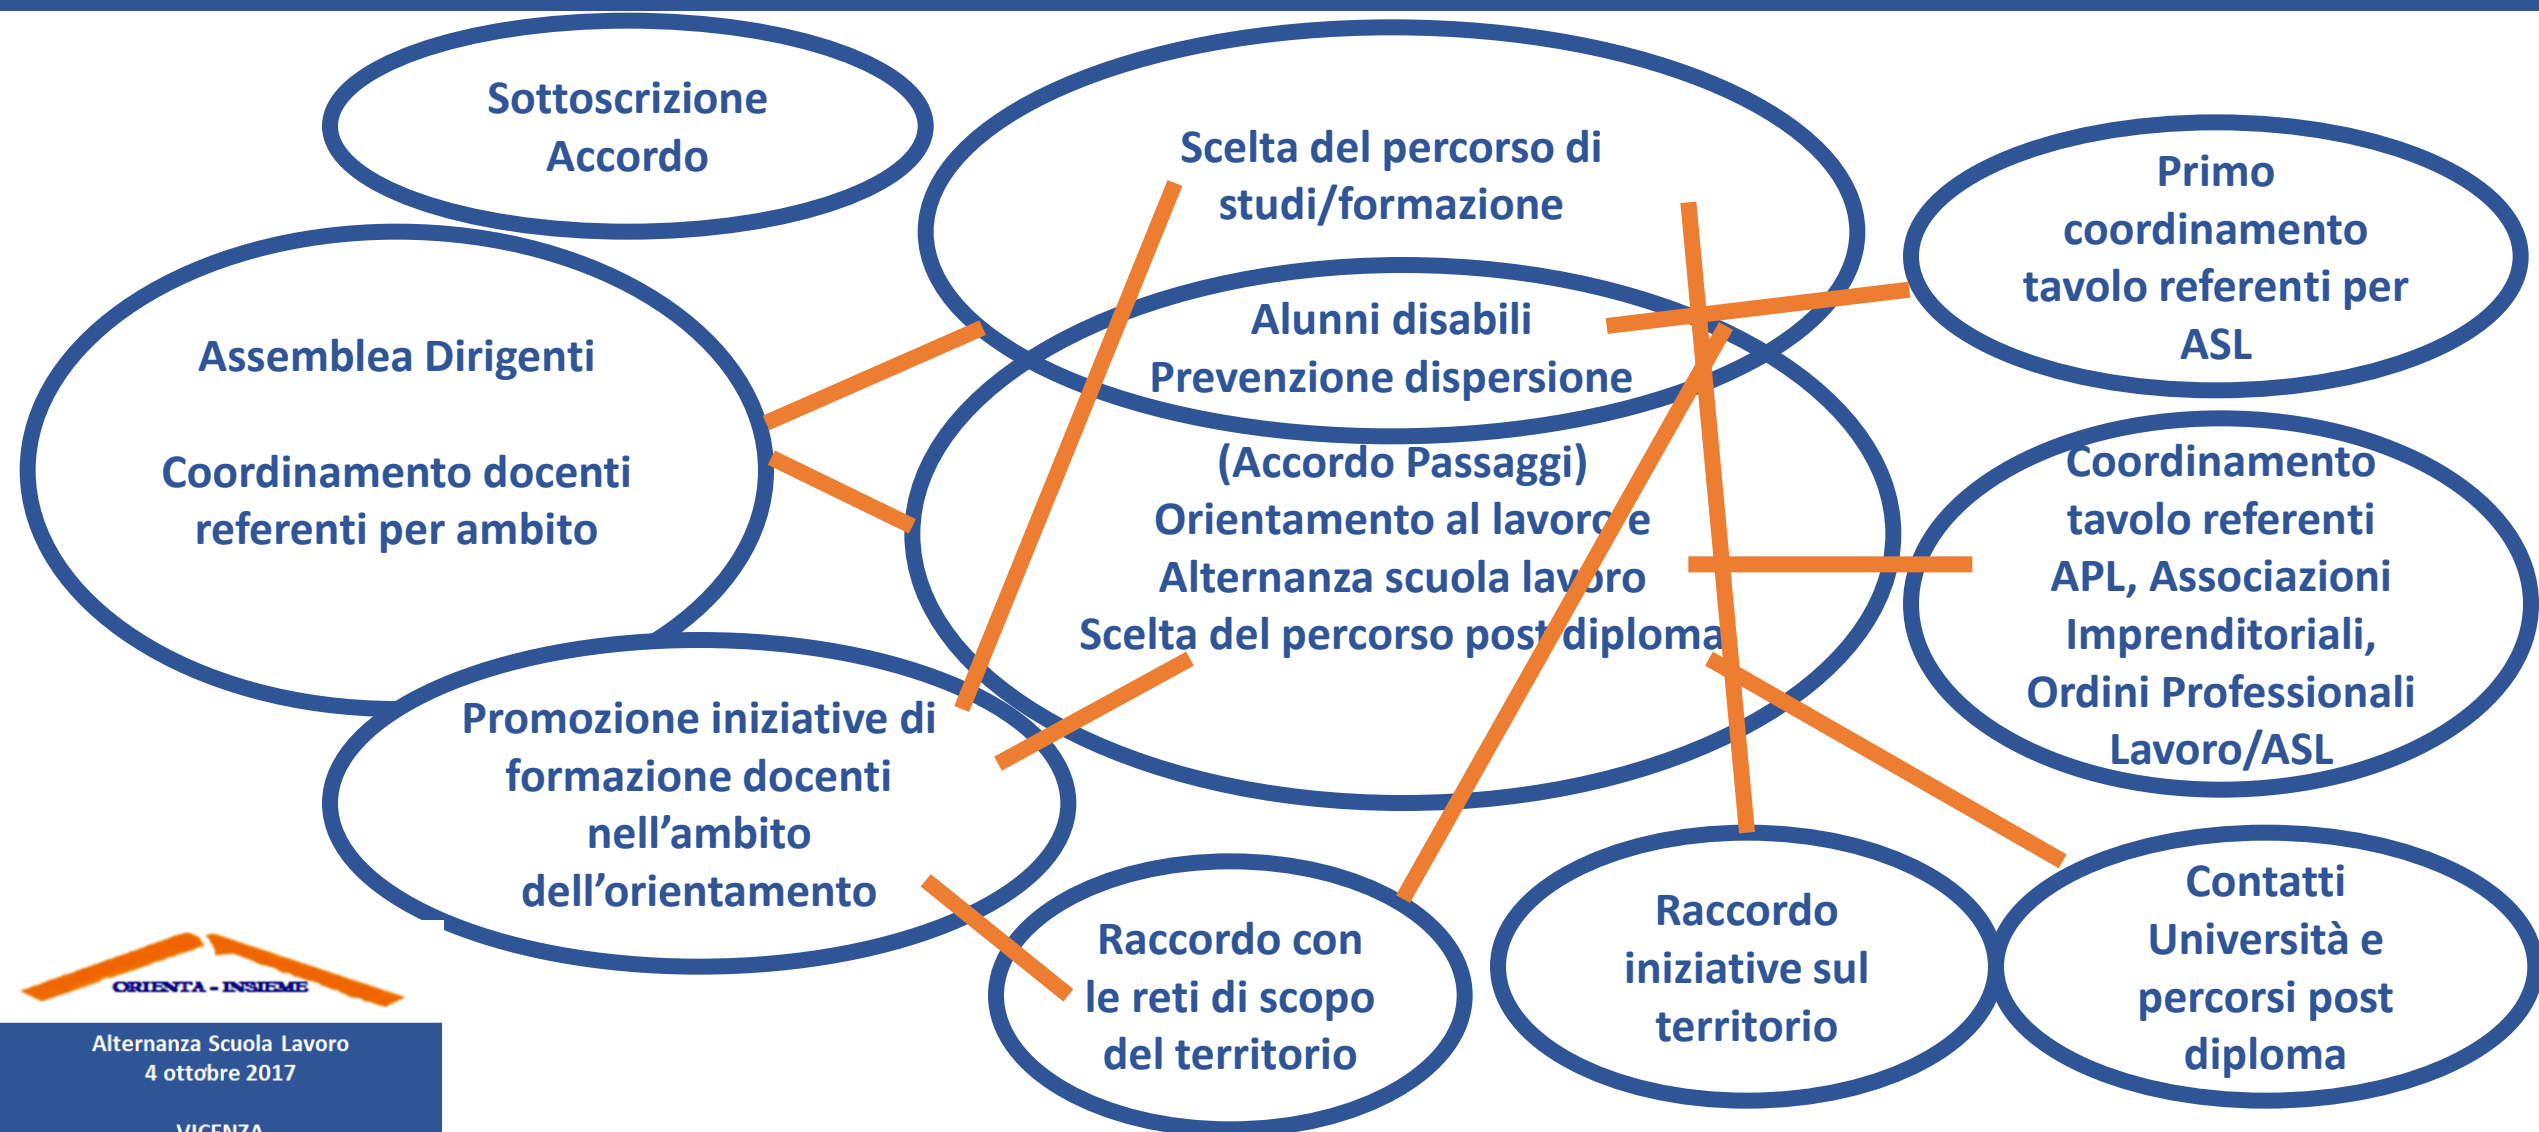 Sottoscrizione
Accordo
Scelta del percorso di
studi/formazione
Primo
coordinamento
tavolo referenti per
ASL
Alunni disabili
Prevenzione dispersione
Assemblea Dirigenti
Coordinamento docenti
referenti per ambito
(Accordo Passaggi)
Orientamento al lavoro e
Alternanza scuola lavoro
Scelta del percorso post diploma
Coordinamento
tavolo referenti
APL, Associazioni
Imprenditoriali,
Ordini Professionali
Lavoro/ASL
Promozione iniziative di
formazione docenti
nell’ambito
dell’orientamento
Raccordo con
le reti di scopo
del territorio
Raccordo
iniziative sul
territorio
Contatti
Università e
percorsi post
diploma
ORIENTA - INSIEME
Alternanza Scuola Lavoro
4 ottobre 2017
VICENZA